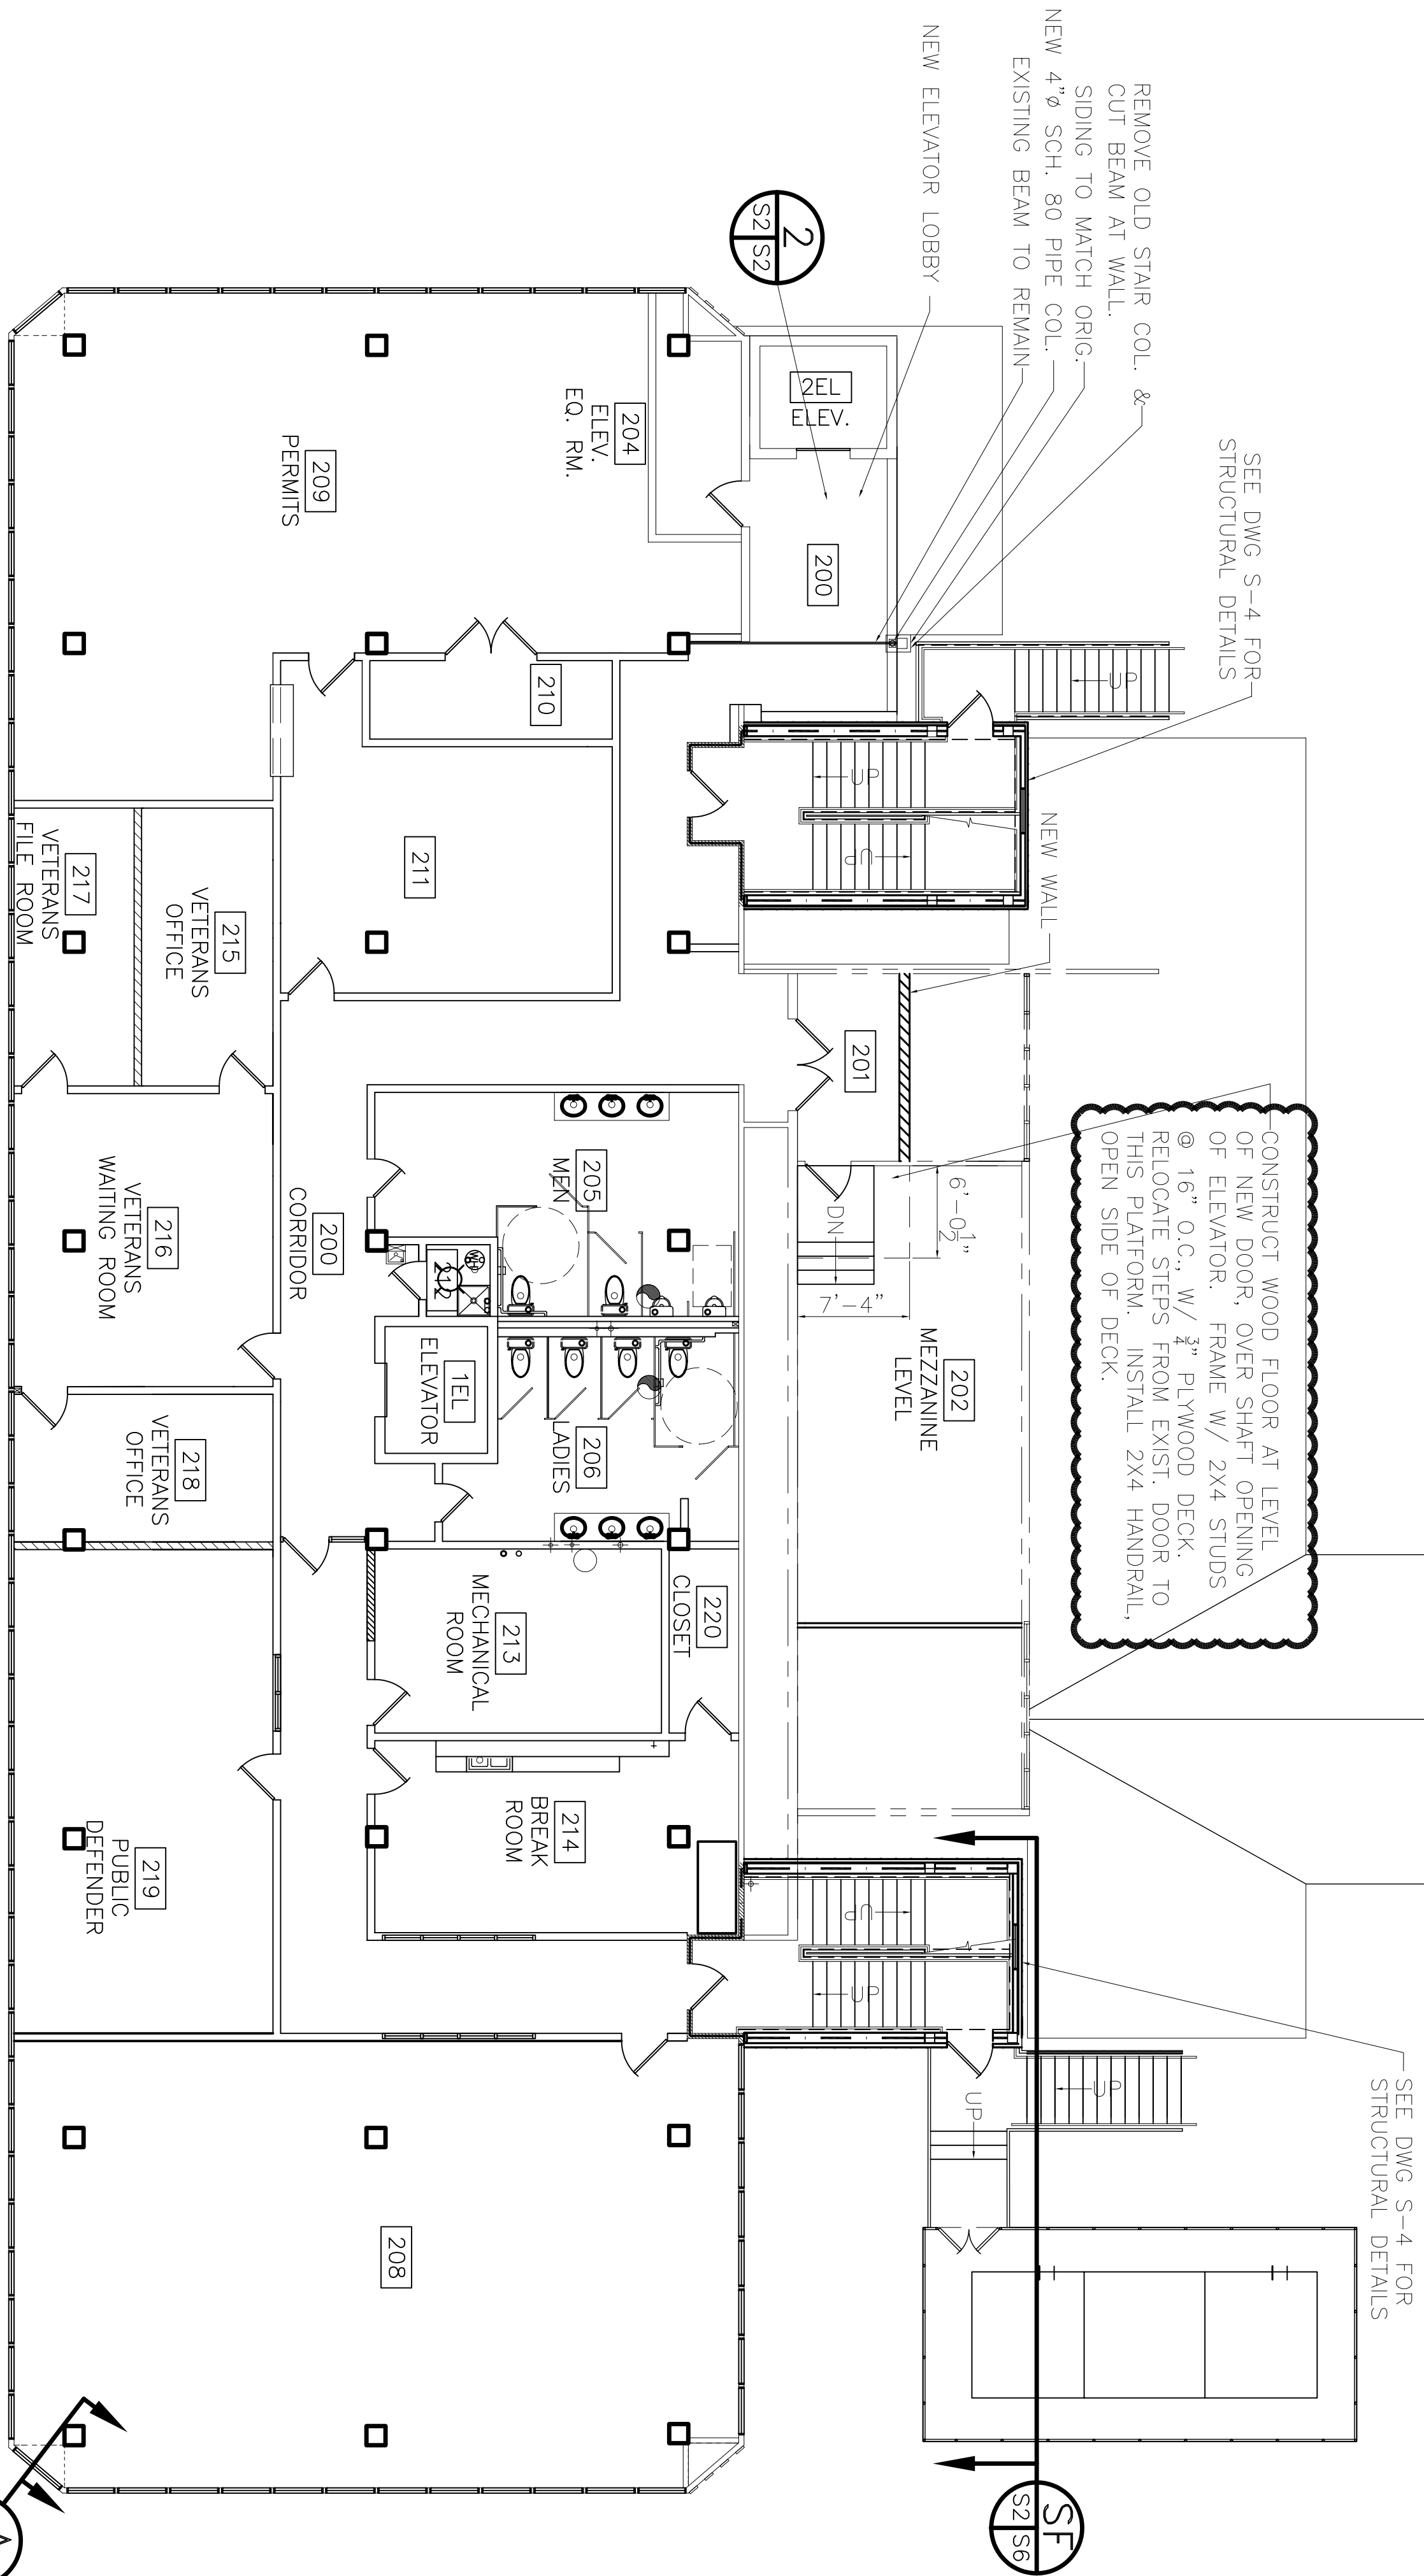 REMOVE OLD STAIR COL. &
CUT BEAM AT WALL.
SIDING TO MATCH ORIG.
NEW 4"ø SCH. 80 PIPE COL.
EXISTING BEAM TO REMAIN
NEW ELEVATOR LOBBY
SEE DWG S-4 FOR
STRUCTURAL DETAILS
SEE DWG S-4 FOR
STRUCTURAL DETAILS
CONSTRUCT WOOD FLOOR AT LEVEL
OF NEW DOOR, OVER SHAFT OPENING
OF ELEVATOR. FRAME W/ 2X4 STUDS
@ 16" O.C., W/ 3/4" PLYWOOD DECK.
RELOCATE STEPS FROM EXIST. DOOR TO
THIS PLATFORM. INSTALL 2X4 HANDRAIL,
OPEN SIDE OF DECK.
NEW WALL
UP
UP
UP
UP
UP
UP
UP
2
S2 S2
SF
S2 S6
2EL
ELEV.
200
201
6'-0 1/2"
7'-4"
DN
202
MEZZANINE
LEVEL
204
ELEV.
EQ. RM.
209
PERMITS
210
211
205
MEN
212
1EL
ELEVATOR
206
LADIES
220
CLOSET
213
MECHANICAL
ROOM
214
BREAK
ROOM
200
CORRIDOR
215
VETERANS
OFFICE
217
VETERANS
FILE ROOM
216
VETERANS
WAITING ROOM
218
VETERANS
OFFICE
219
PUBLIC
DEFENDER
208